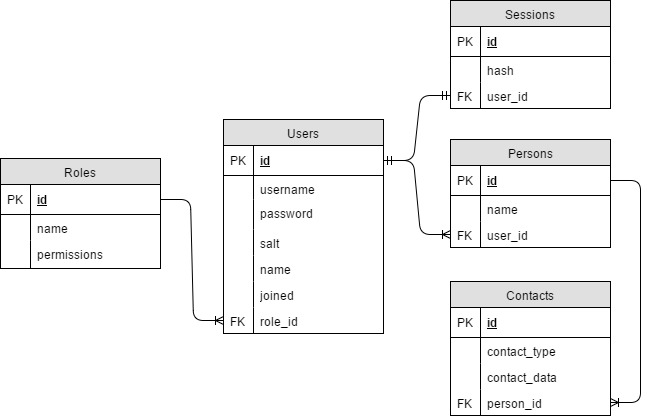 Sessions
PK id
hash
FK user_id
Users
PK id
username
password
salt
name
joined
FK role_id
Roles
PK id
name
permissions
Persons
PK id
name
FK user_id
Contacts
PK id
contact_type
contact_data
FK person_id